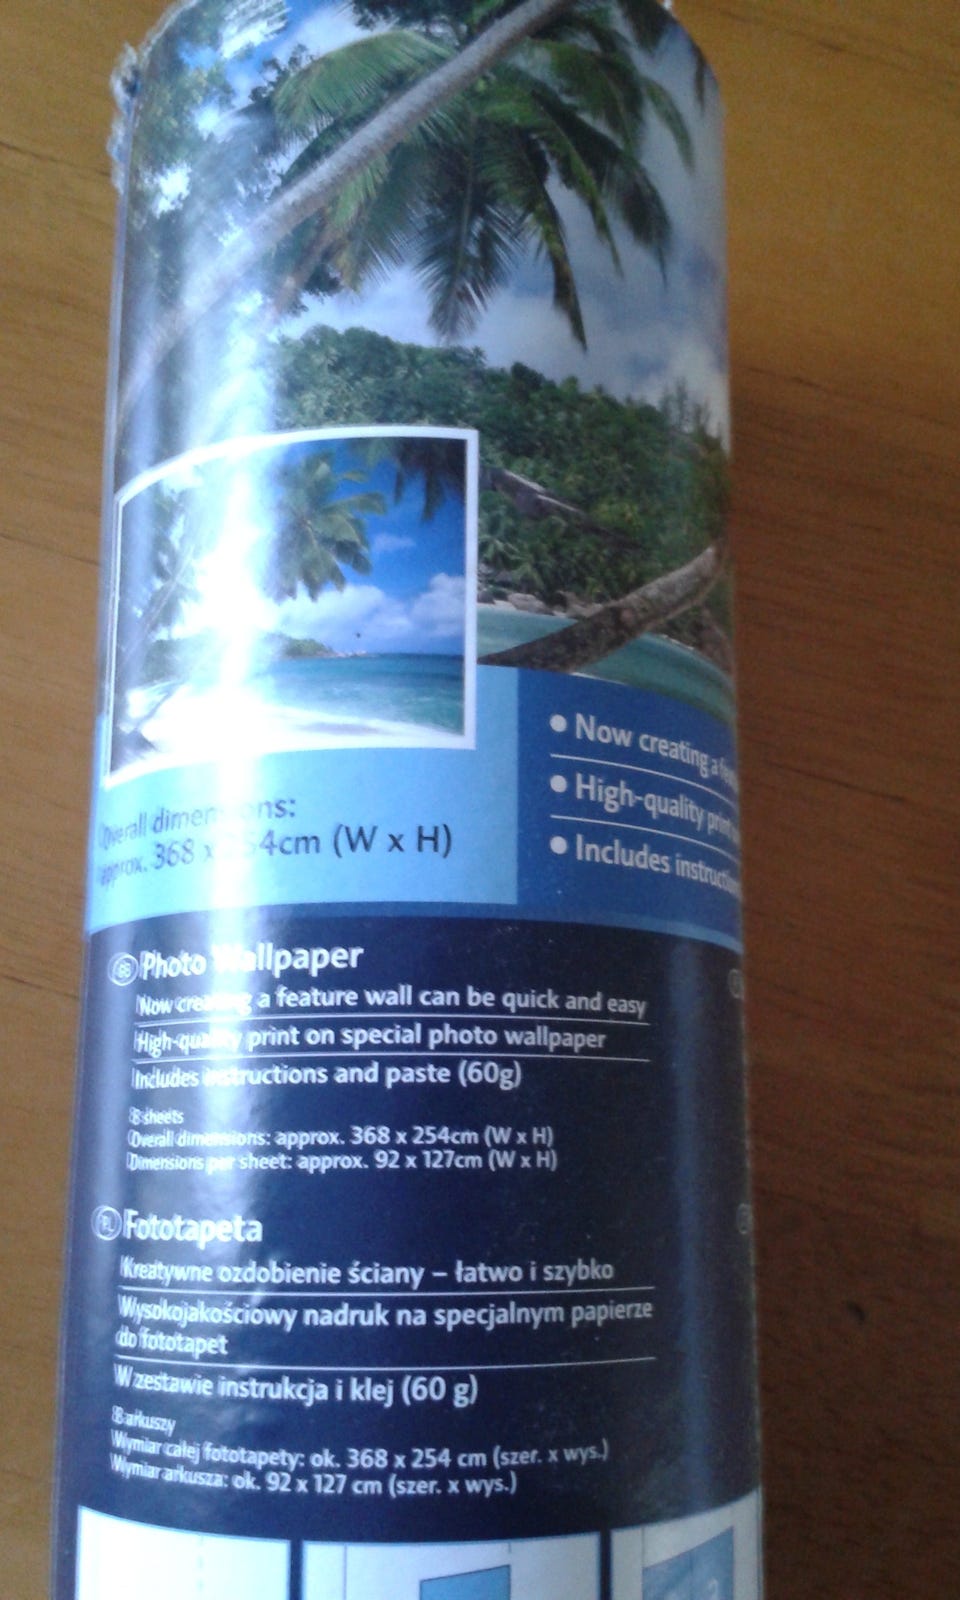 • Now creating a
• High-quality print
• Includes
Overall dimensions:
approx. 368 x 254cm (W x H)
GB Photo Wallpaper
Now creating a feature wall can be quick and easy
High-quality print on special photo wallpaper
Includes instructions and paste (60g)
8 sheets
Overall dimensions: approx. 368 x 254cm (W x H)
Dimensions per sheet: approx. 92 x 127cm (W x H)
PL Fototapeta
Kreatywne ozdobienie ściany – łatwo i szybko
Wysokojakościowy nadruk na specjalnym papierze
do fototapet
W zestawie instrukcja i klej (60 g)
8 arkuszy
Wymiar całej fototapety: ok. 368 x 254 cm (szer. x wys.)
Wymiar arkusza: ok. 92 x 127 cm (szer. x wys.)